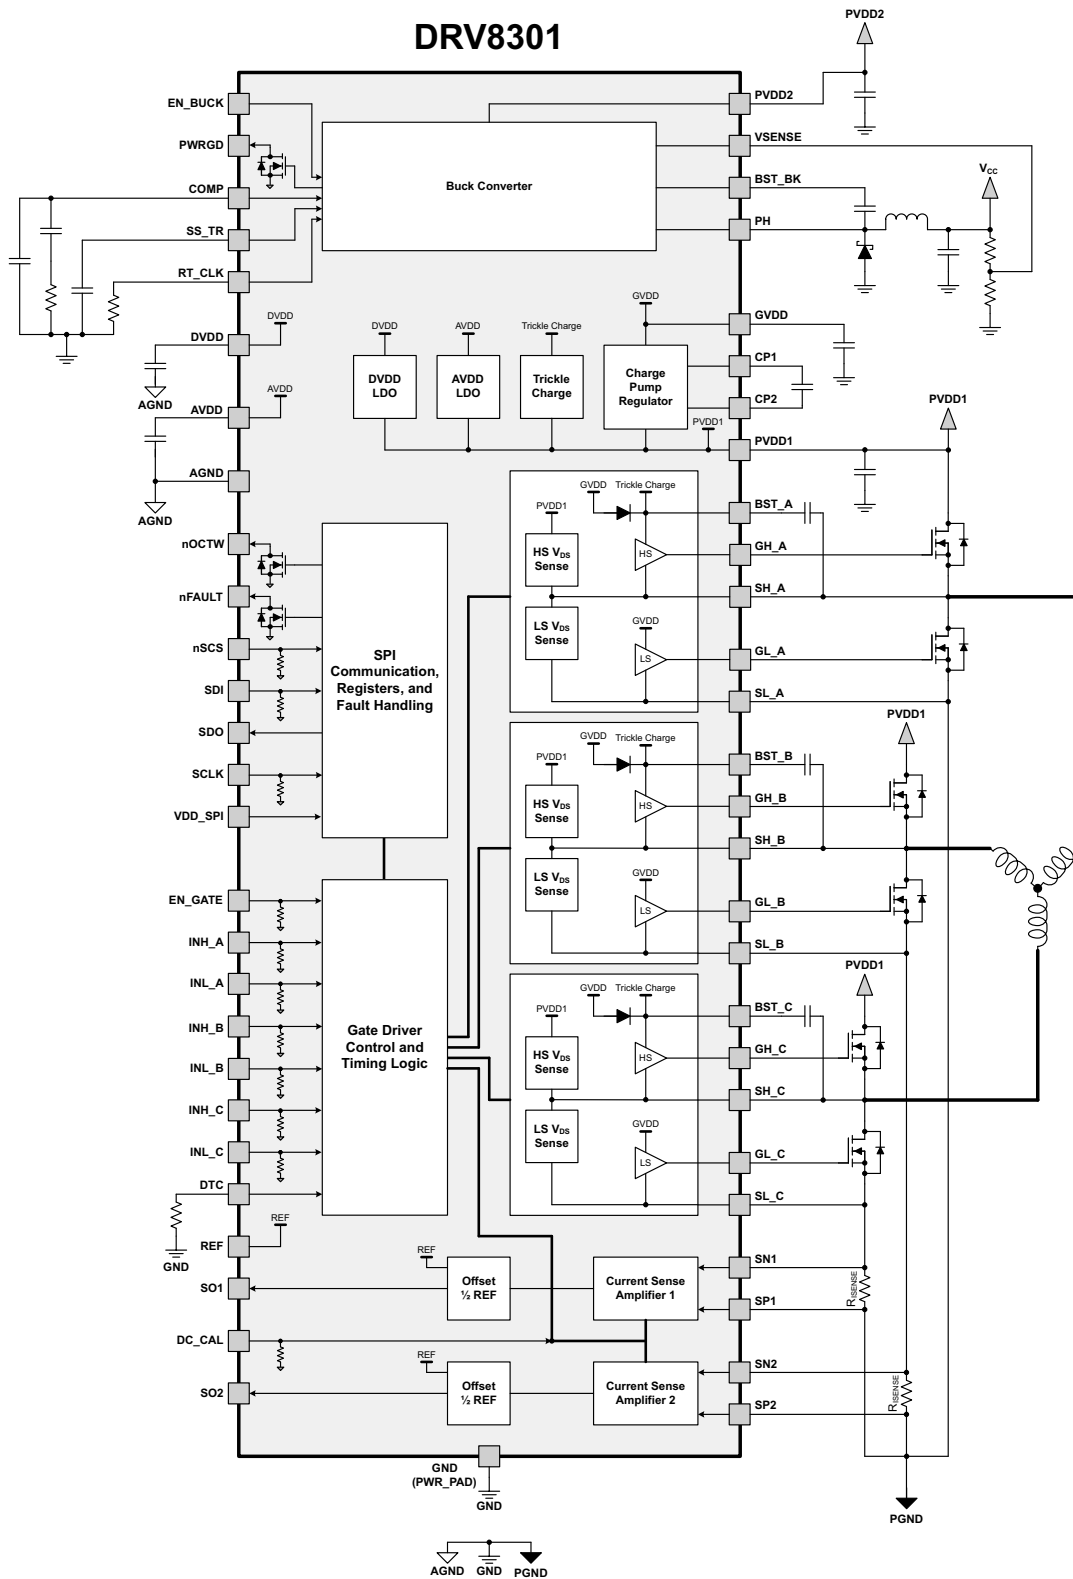 DRV8301
PVDD2
EN_BUCK
PWRGD
COMP
SS_TR
RT_CLK
Buck Converter
PVDD2
VSENSE
BST_BK
PH
VCC
DVDD
DVDD
AGND
AVDD
AVDD
AGND
AGND
DVDD
DVDD
LDO
AVDD
AVDD
LDO
Trickle Charge
Trickle
Charge
GVDD
Charge
Pump
Regulator
PVDD1
GVDD
CP1
CP2
PVDD1
PVDD1
nOCTW
nFAULT
nSCS
SDI
SDO
SCLK
VDD_SPI
SPI
Communication,
Registers, and
Fault Handling
GVDD
Trickle Charge
PVDD1
HS VDS
Sense
HS
LS VDS
Sense
GVDD
LS
BST_A
GH_A
SH_A
GL_A
SL_A
PVDD1
GVDD
Trickle Charge
PVDD1
HS VDS
Sense
HS
LS VDS
Sense
GVDD
LS
BST_B
GH_B
SH_B
GL_B
SL_B
PVDD1
EN_GATE
INH_A
INL_A
INH_B
INL_B
INH_C
INL_C
DTC
GND
Gate Driver
Control and
Timing Logic
GVDD
Trickle Charge
PVDD1
HS VDS
Sense
HS
LS VDS
Sense
GVDD
LS
BST_C
GH_C
SH_C
GL_C
SL_C
REF
REF
SO1
DC_CAL
SO2
REF
Offset
½ REF
Current Sense
Amplifier 1
SN1
SP1
RISENSE
REF
Offset
½ REF
Current Sense
Amplifier 2
SN2
SP2
RISENSE
GND
(PWR_PAD)
GND
PGND
AGND
GND
PGND